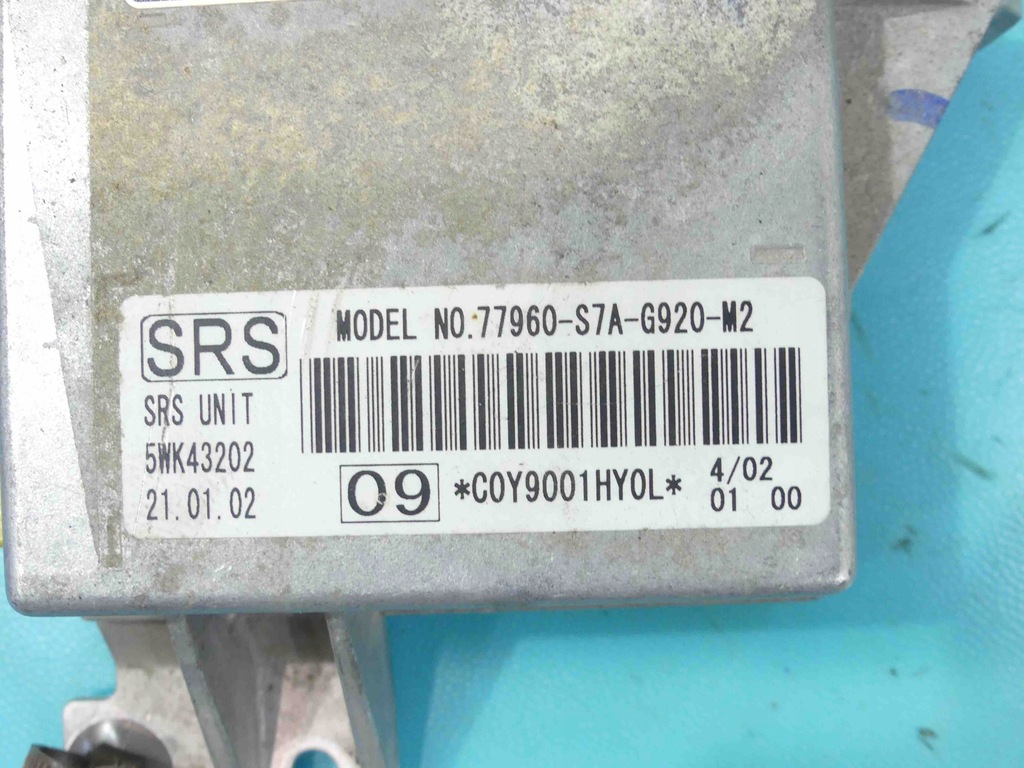 SRS
MODEL NO.77960-S7A-G920-M2
SRS UNIT
5WK43202
21.01.02
09
*C0Y9001HY0L*
4/02
01 00